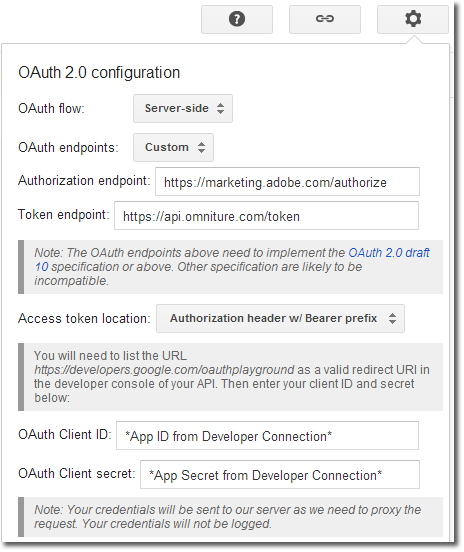 OAuth 2.0 configuration
OAuth flow: Server-side
OAuth endpoints: Custom
Authorization endpoint: https://marketing.adobe.com/authorize
Token endpoint: https://api.omniture.com/token
Note: The OAuth endpoints above need to implement the OAuth 2.0 draft
10 specification or above. Other specification are likely to be
incompatible.
Access token location: Authorization header w/ Bearer prefix
You will need to list the URL
https://developers.google.com/oauthplayground as a valid redirect URI in
the developer console of your API. Then enter your client ID and secret
below:
OAuth Client ID: *App ID from Developer Connection*
OAuth Client secret: *App Secret from Developer Connection*
Note: Your credentials will be sent to our server as we need to proxy the
request. Your credentials will not be logged.